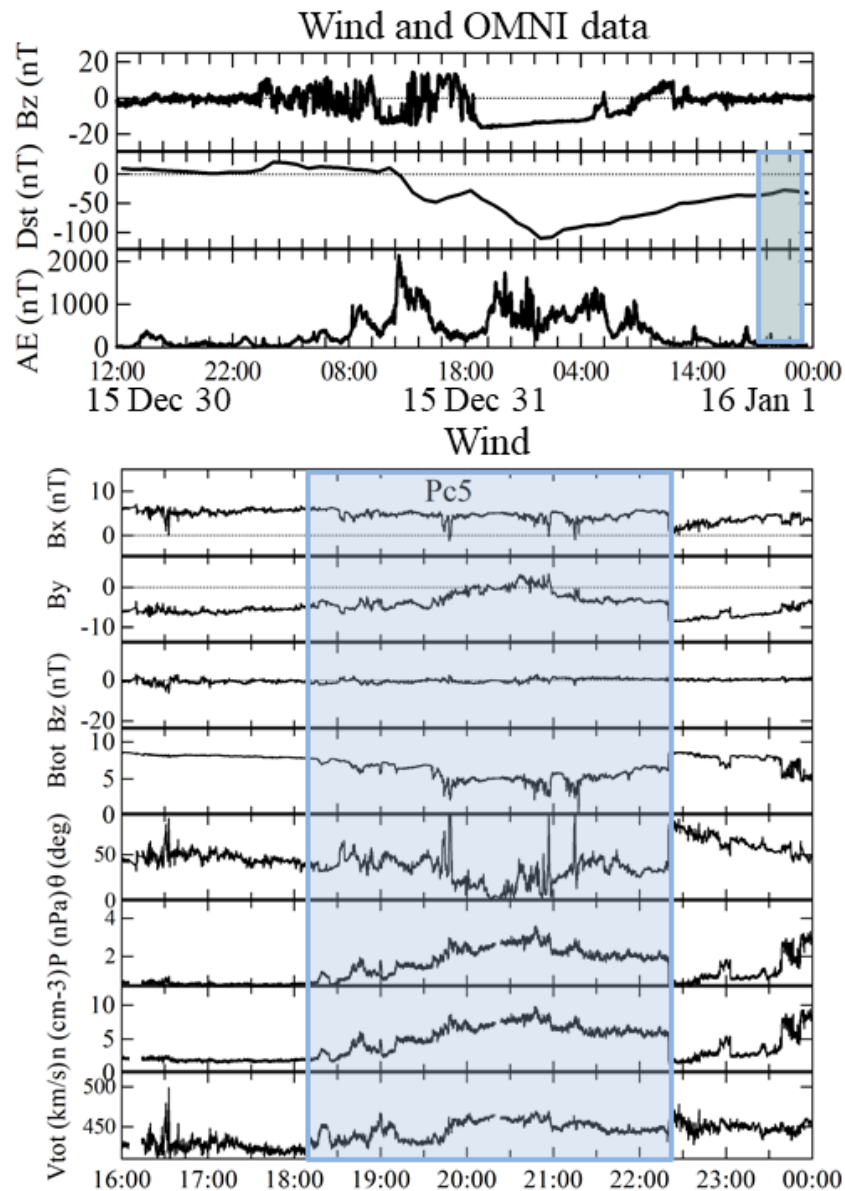 Wind and OMNI data
Bz (nT
20
0
-20
Dst (nT)
0
-50
-100
AE (nT)
2000
1000
0
12:00 22:00 08:00 18:00 04:00 14:00 00:00
15 Dec 30 15 Dec 31 16 Jan 1
Wind
Pc5
Bx (nT)
10
0
By
0
-10
Bz (nT)
0
-20
Btot
10
5
0
θ (deg)
50
0
P (nPa)
4
2
n (cm-3)
10
5
0
Vtot (km/s)
500
450
16:00 17:00 18:00 19:00 20:00 21:00 22:00 23:00 00:00